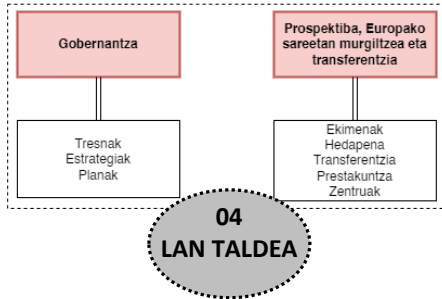 Gobernantza
Prospektiba, Europako
sareetan murgiltzea eta
transferentzia
Tresnak
Estrategiak
Planak
Ekimenak
Hedapena
Transferentzia
Prestakuntza
Zentruak
04
LAN TALDEA